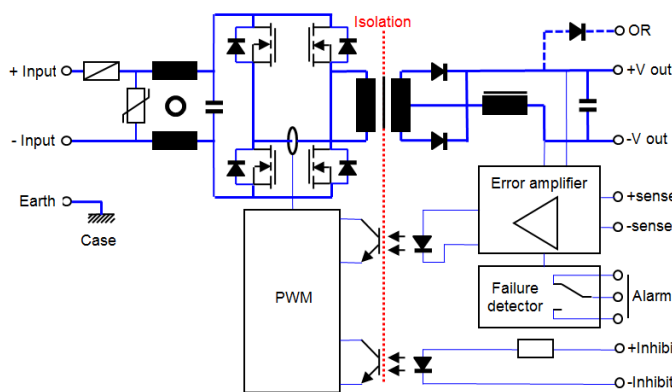 Isolation
OR
+ Input
+V out
- Input
-V out
Error amplifier
+sense
-sense
Earth
Case
PWM
Failure
detector
Alarm
+Inhibi
-Inhibi